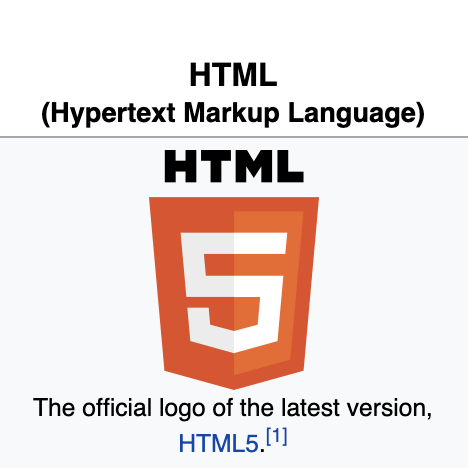 HTML
(Hypertext Markup Language)
HTML
5
The official logo of the latest version,
HTML5.[1]